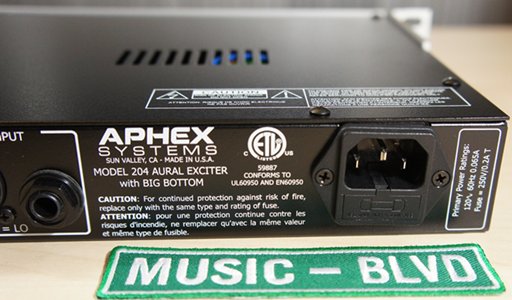 CAUTION
ATTENTION: RISQUE DE CHOC ELECTRIQUE
INPUT
= LO
APHEX
SYSTEMS
SUN VALLEY, CA - MADE IN U.S.A.
MODEL 204 AURAL EXCITER
with BIG BOTTOM
ETL
LISTED
59887
CONFORMS TO
UL60950 AND EN60950
CAUTION: For continued protection against risk of fire,
replace only with the same type and rating of fuse.
ATTENTION: pour une protection continue contre les
risques d'incendie, ne remplacer qu'avec la même valeur
et même type de fusible.
Primary Power Ratings:
120V 60Hz 0.065A
Fuse = 250V/0.2A T
MUSIC - BLVD